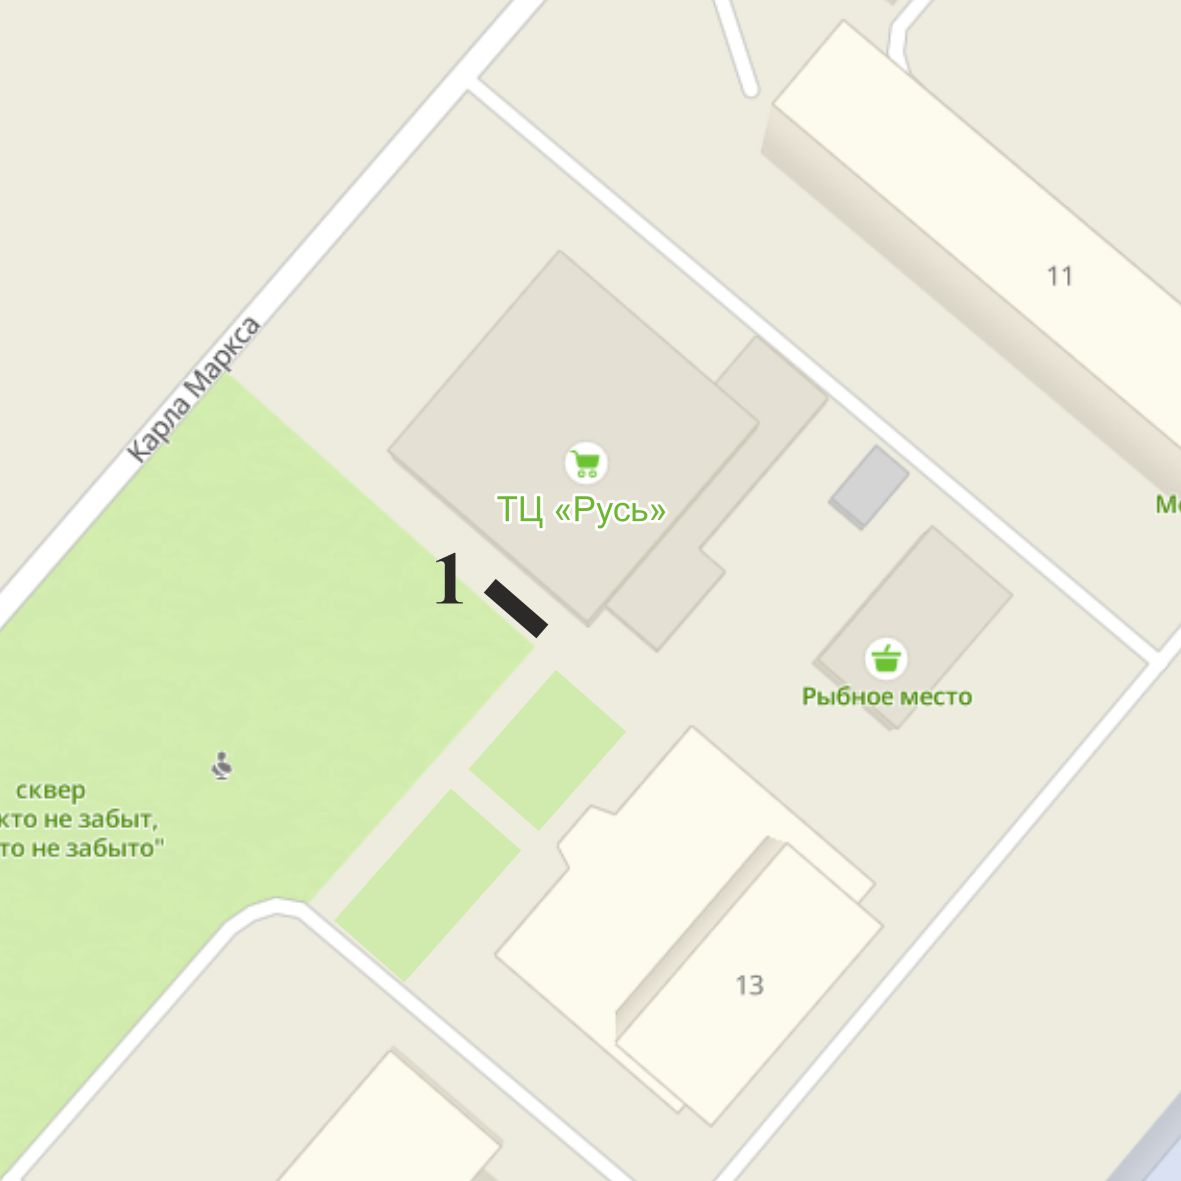 11
Карла Маркса
ТЦ «Русь»
1
Рыбное место
сквер
кто не забыт,
то не забыто"
13